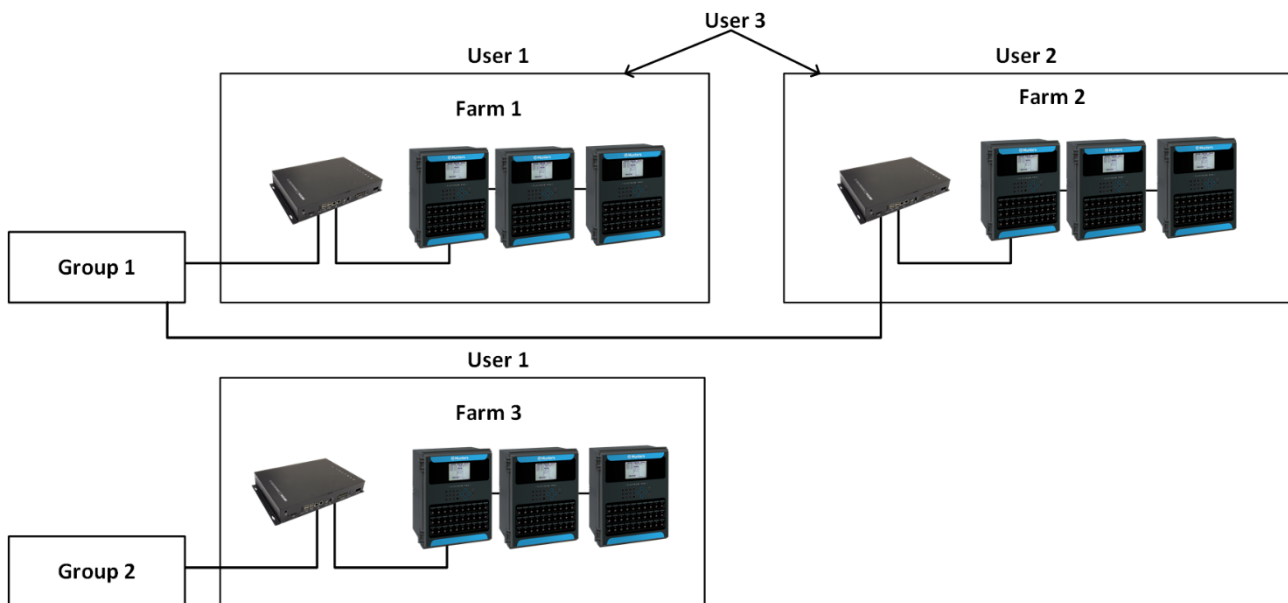 User 3
User 1
User 2
Farm 1
Farm 2
Group 1
User 1
Farm 3
Group 2